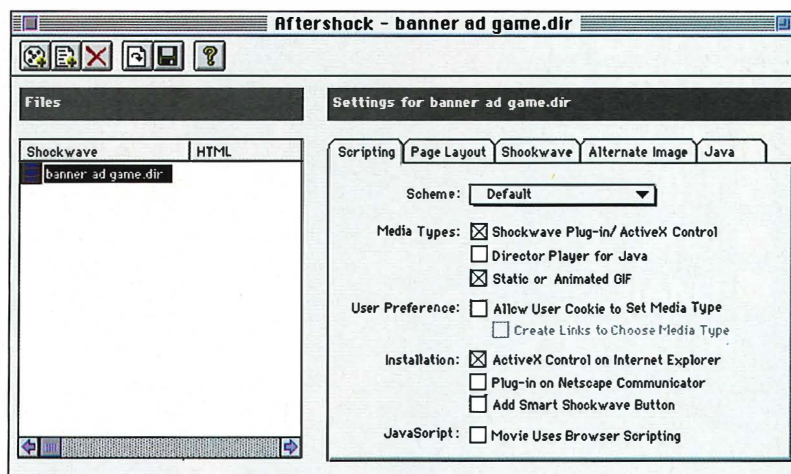 Aftershock - banner ad game.dir
Files
Settings for banner ad game.dir
Shockwave HTML
banner ad game.dir
Scripting Page Layout Shockwave Alternate Image Java
Scheme: Default
Media Types: Shockwave Plug-in/ActiveX Control
Director Player for Java
Static or Animated GIF
User Preference: Allow User Cookie to Set Media Type
Create Links to Choose Media Type
Installation: ActiveX Control on Internet Explorer
Plug-in on Netscape Communicator
Add Smart Shockwave Button
JavaScript: Movie Uses Browser Scripting